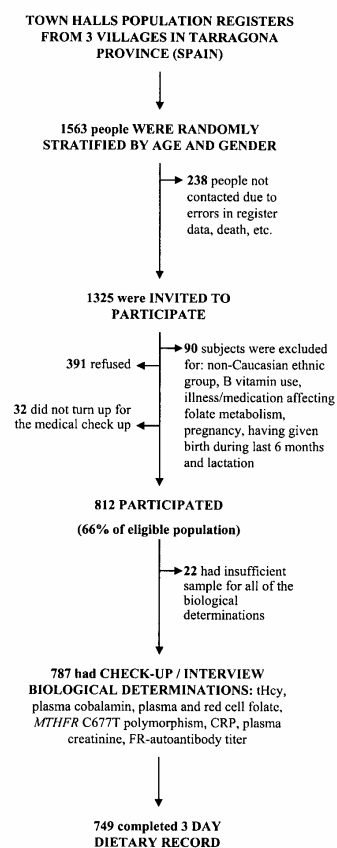 TOWN HALLS POPULATION REGISTERS
FROM 3 VILLAGES IN TARRAGONA
PROVINCE (SPAIN)
1563 people WERE RANDOMLY
STRATIFIED BY AGE AND GENDER
238 people not
contacted due to
errors in register
data, death, etc.
1325 were INVITED TO
PARTICIPATE
391 refused
32 did not turn up for
the medical check up
90 subjects were excluded
for: non-Caucasian ethnic
group, B vitamin use,
illness/medication affecting
folate metabolism,
pregnancy, having given
birth during last 6 months
and lactation
812 PARTICIPATED
(66% of eligible population)
22 had insufficient
sample for all of the
biological
determinations
787 had CHECK-UP / INTERVIEW
BIOLOGICAL DETERMINATIONS: tHcy,
plasma cobalamin, plasma and red cell folate,
MTHFR C677T polymorphism, CRP, plasma
creatinine, FR-autoantibody titer
749 completed 3 DAY
DIETARY RECORD